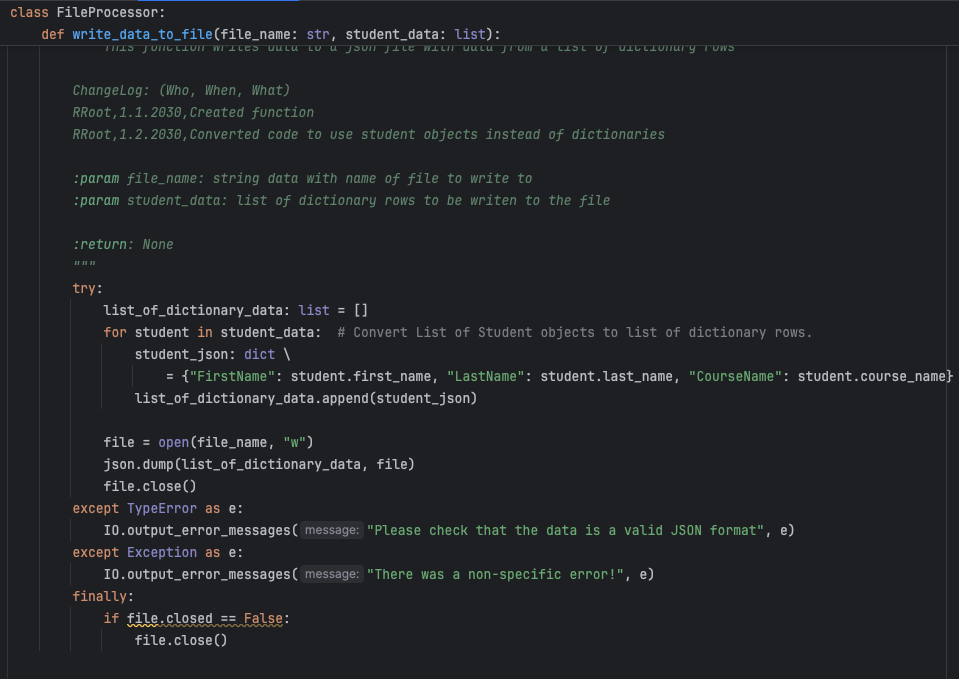 class FileProcessor:
    def write_data_to_file(file_name: str, student_data: list):
            This function writes data to a json file with data from a list of dictionary rows
        ChangeLog: (Who, When, What)
        RRoot,1.1.2030,Created function
        RRoot,1.2.2030,Converted code to use student objects instead of dictionaries
        :param file_name: string data with name of file to write to
        :param student_data: list of dictionary rows to be writen to the file
        :return: None
        """
        try:
            list_of_dictionary_data: list = []
            for student in student_data:  # Convert List of Student objects to list of dictionary rows.
                student_json: dict \
                    = {"FirstName": student.first_name, "LastName": student.last_name, "CourseName": student.course_name}
                list_of_dictionary_data.append(student_json)
            file = open(file_name, "w")
            json.dump(list_of_dictionary_data, file)
            file.close()
        except TypeError as e:
            IO.output_error_messages( message: "Please check that the data is a valid JSON format", e)
        except Exception as e:
            IO.output_error_messages( message: "There was a non-specific error!", e)
        finally:
            if file.closed == False:
                file.close()